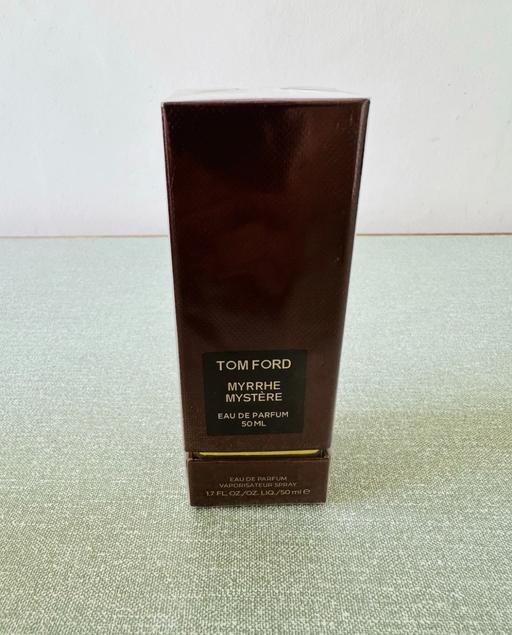 TOM FORD
MYRRHE
MYSTÈRE
EAU DE PARFUM
50 ML
EAU DE PARFUM
VAPORISATEUR SPRAY
1.7 FL. OZ./OZ. LIQ./50 ml ℮